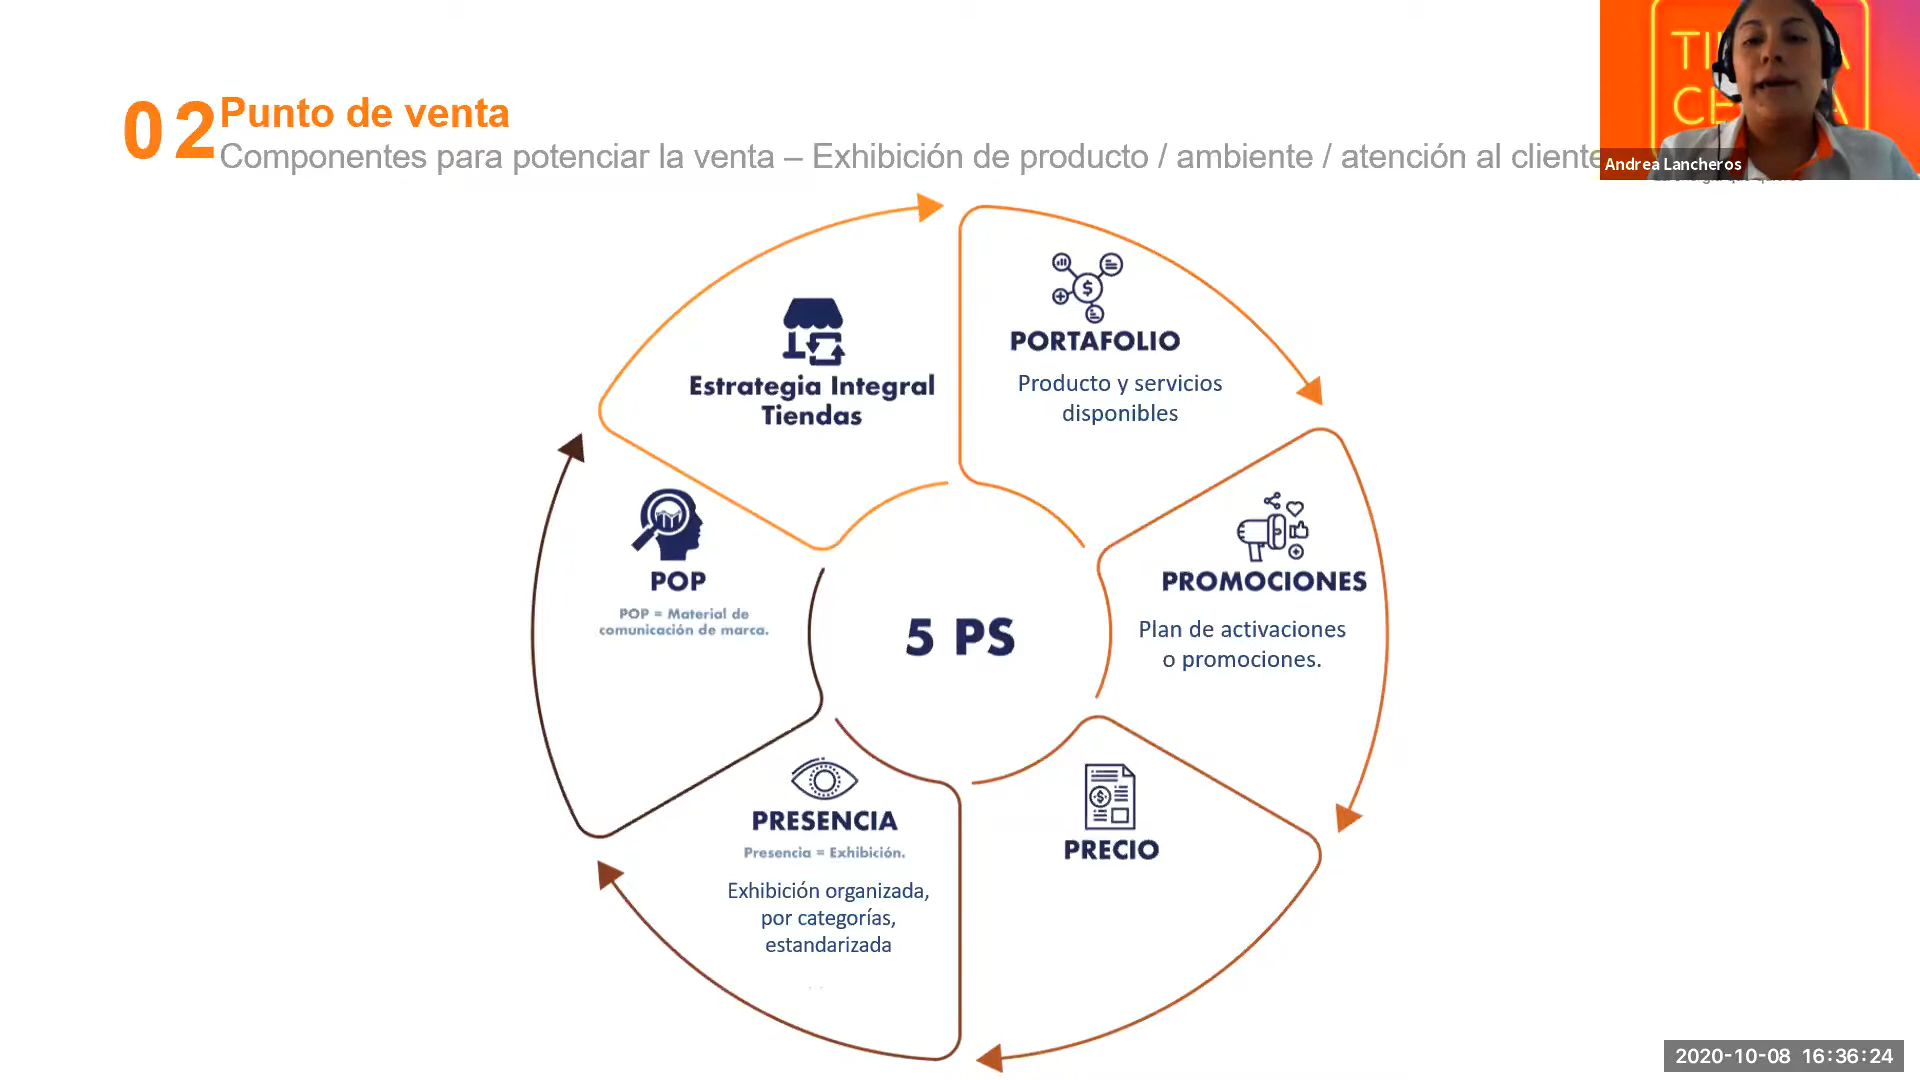 02
Punto de venta
Componentes para potenciar la venta – Exhibición de producto / ambiente / atención al cliente
Andrea Lancheros
Estrategia Integral
Tiendas
PORTAFOLIO
Producto y servicios
disponibles
POP
POP = Material de
comunicación de marca.
5 PS
PROMOCIONES
Plan de activaciones
o promociones.
PRESENCIA
Presencia = Exhibición.
Exhibición organizada,
por categorías,
estandarizada
PRECIO
2020-10-08 16:36:24